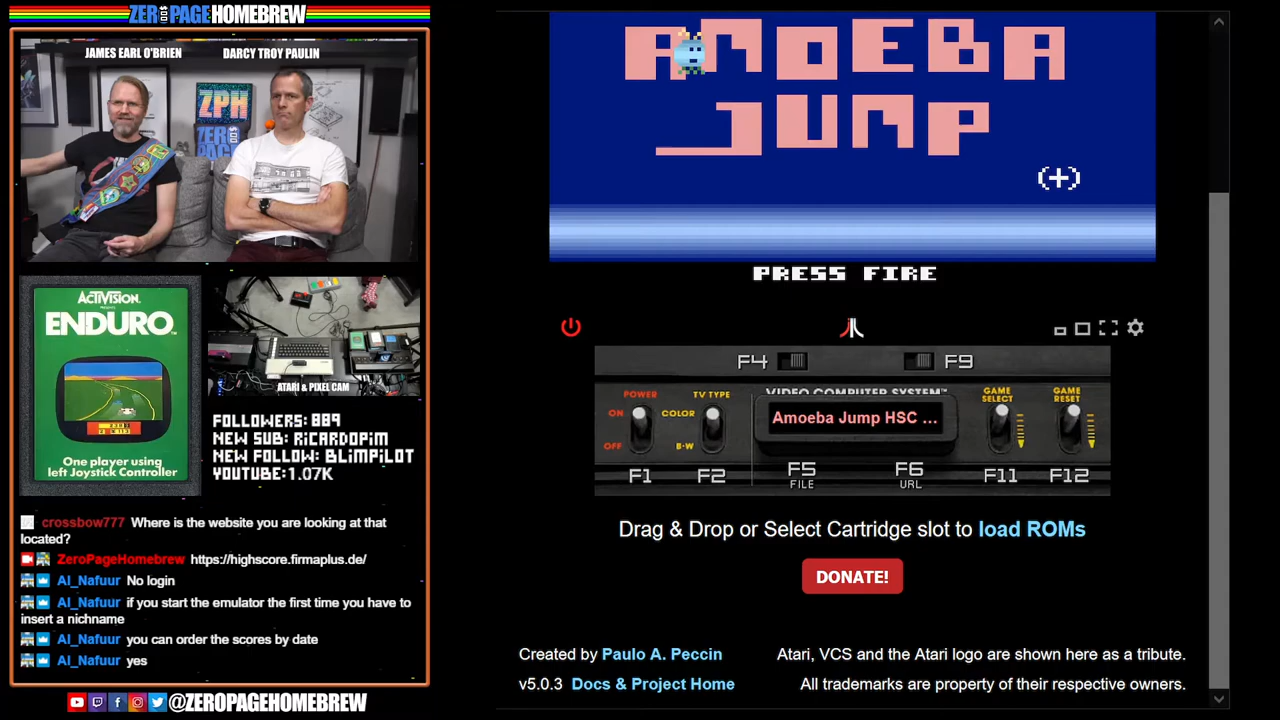 ZEROPAGEHOMEBREW
JAMES EARL O'BRIEN
DARCY TROY PAULIN
ZPH
ZERO
PAGE
ACTIVISION
PRESENTS
ENDURO™
One player using
left Joystick Controller
ATARI & PIXEL CAM
FOLLOWERS: 889
NEW SUB: RICARDOPIM
NEW FOLLOW: BLIMPILOT
YOUTUBE:1.07K
crossbow777 Where is the website you are looking at that
located?
ZeroPageHomebrew https://highscore.firmaplus.de/
Al_Nafuur No login
Al_Nafuur if you start the emulator the first time you have to
insert a nichname
Al_Nafuur you can order the scores by date
Al_Nafuur yes
@ZEROPAGEHOMEBREW
AMOEBA
JUMP
(+)
PRESS FIRE
F4 F9
POWER
ON
OFF
F1
TV TYPE
COLOR
B-W
F2
VIDEO COMPUTER SYSTEM™
Amoeba Jump HSC ...
F5
FILE
F6
URL
GAME
SELECT
F11
GAME
RESET
F12
Drag & Drop or Select Cartridge slot to load ROMs
DONATE!
Created by Paulo A. Peccin
v5.0.3 Docs & Project Home
Atari, VCS and the Atari logo are shown here as a tribute.
All trademarks are property of their respective owners.